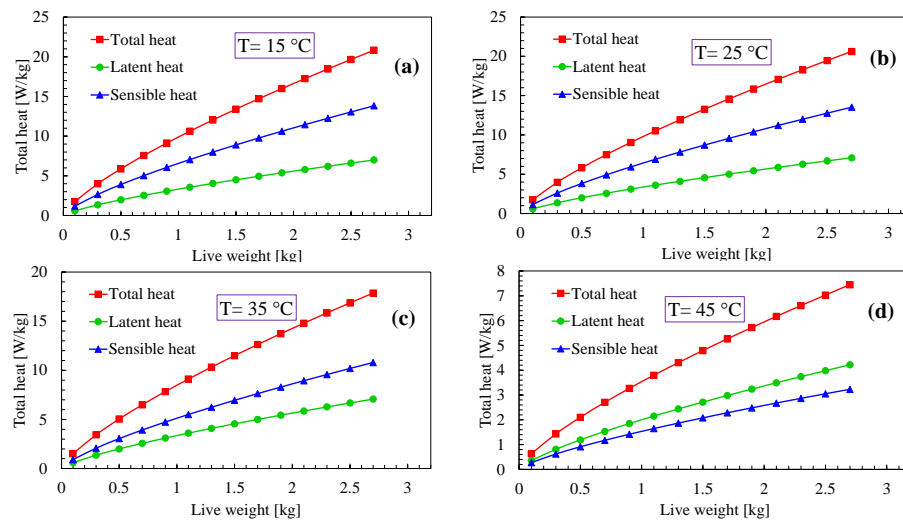 25
20
15
10
5
0
Total heat [W/kg]
Total heat
Latent heat
Sensible heat
T= 15 °C
(a)
0 0.5 1 1.5 2 2.5 3
Live weight [kg]
25
20
15
10
5
0
Total heat [W/kg]
Total heat
Latent heat
Sensible heat
T= 25 °C
(b)
0 0.5 1 1.5 2 2.5 3
Live weight [kg]
20
15
10
5
0
Total heat [W/kg]
Total heat
Latent heat
Sensible heat
T= 35 °C
(c)
0 0.5 1 1.5 2 2.5 3
Live weight [kg]
8
7
6
5
4
3
2
1
0
Total heat [W/kg]
Total heat
Latent heat
Sensible heat
T= 45 °C
(d)
0 0.5 1 1.5 2 2.5 3
Live weight [kg]